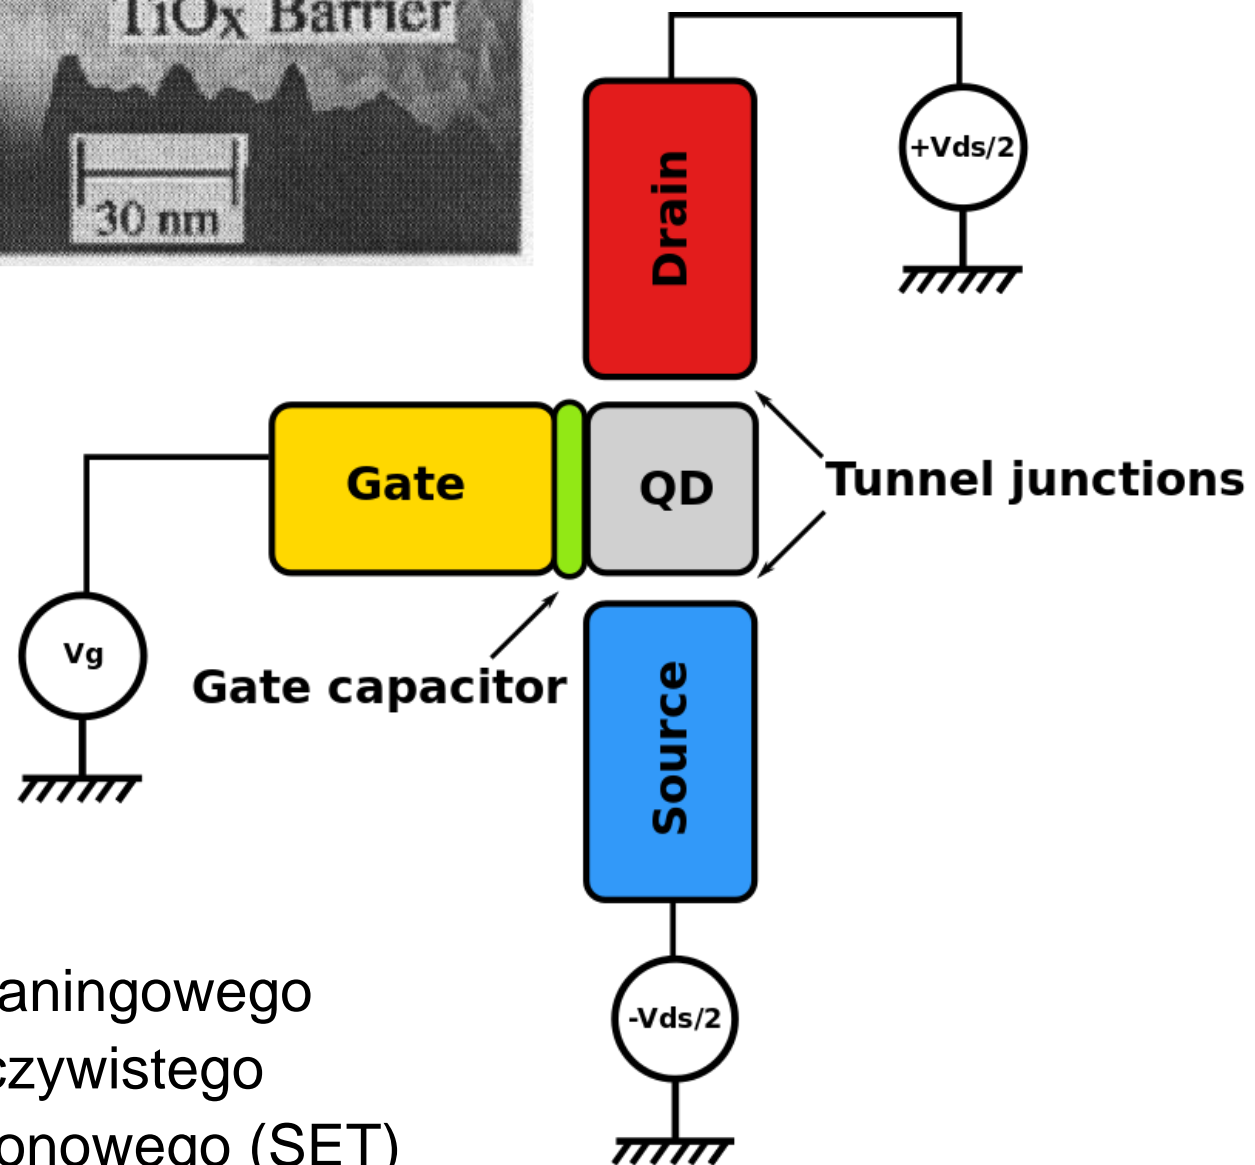 TiOx Barrier
30 nm
Drain
+Vds/2
Gate
QD
Tunnel junctions
Vg
Gate capacitor
Source
-Vds/2
aningowego
czywistego
onowego (SET)